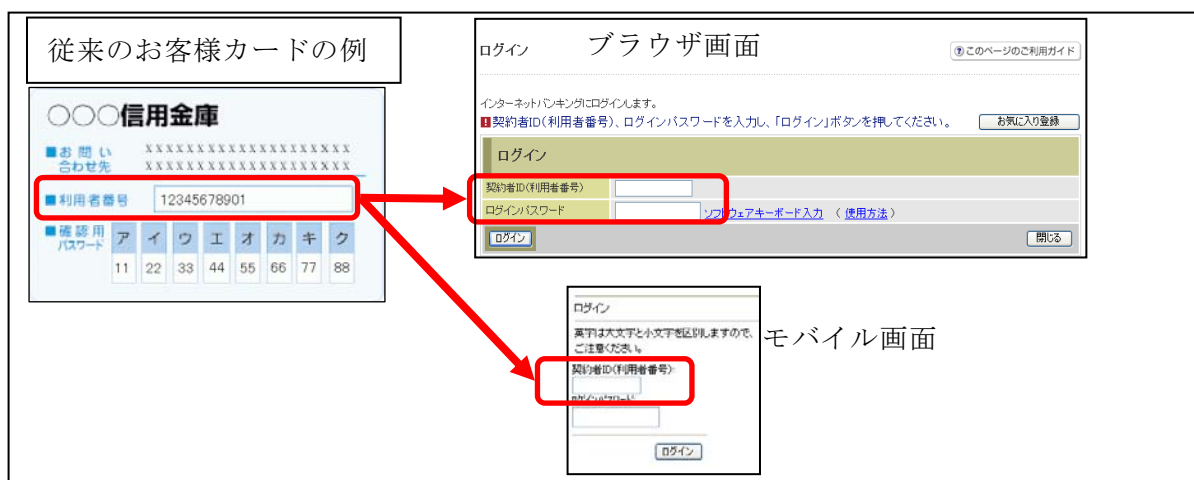 従来のお客様カードの例
○○○信用金庫
■お問い
合わせ先
XXXXXXXXXXXXXXXXXXXX
XXXXXXXXXXXXXXXXXXXX
■利用者番号 12345678901
■確認用
パスワード
ア イ ウ エ オ カ キ ク
11 22 33 44 55 66 77 88
ログイン
ブラウザ画面
このページのご利用ガイド
インターネットバンキングにログインします。
契約者ID(利用者番号)、ログインパスワードを入力し、「ログイン」ボタンを押してください。
お気に入り登録
ログイン
契約者ID(利用者番号)
ログインパスワード
ソフトウェアキーボード入力 (使用方法)
ログイン
閉じる
ログイン
英字は大文字と小文字を区別しますので、
ご注意ください。
契約者ID(利用者番号):
ログインパスワード
ログイン
モバイル画面